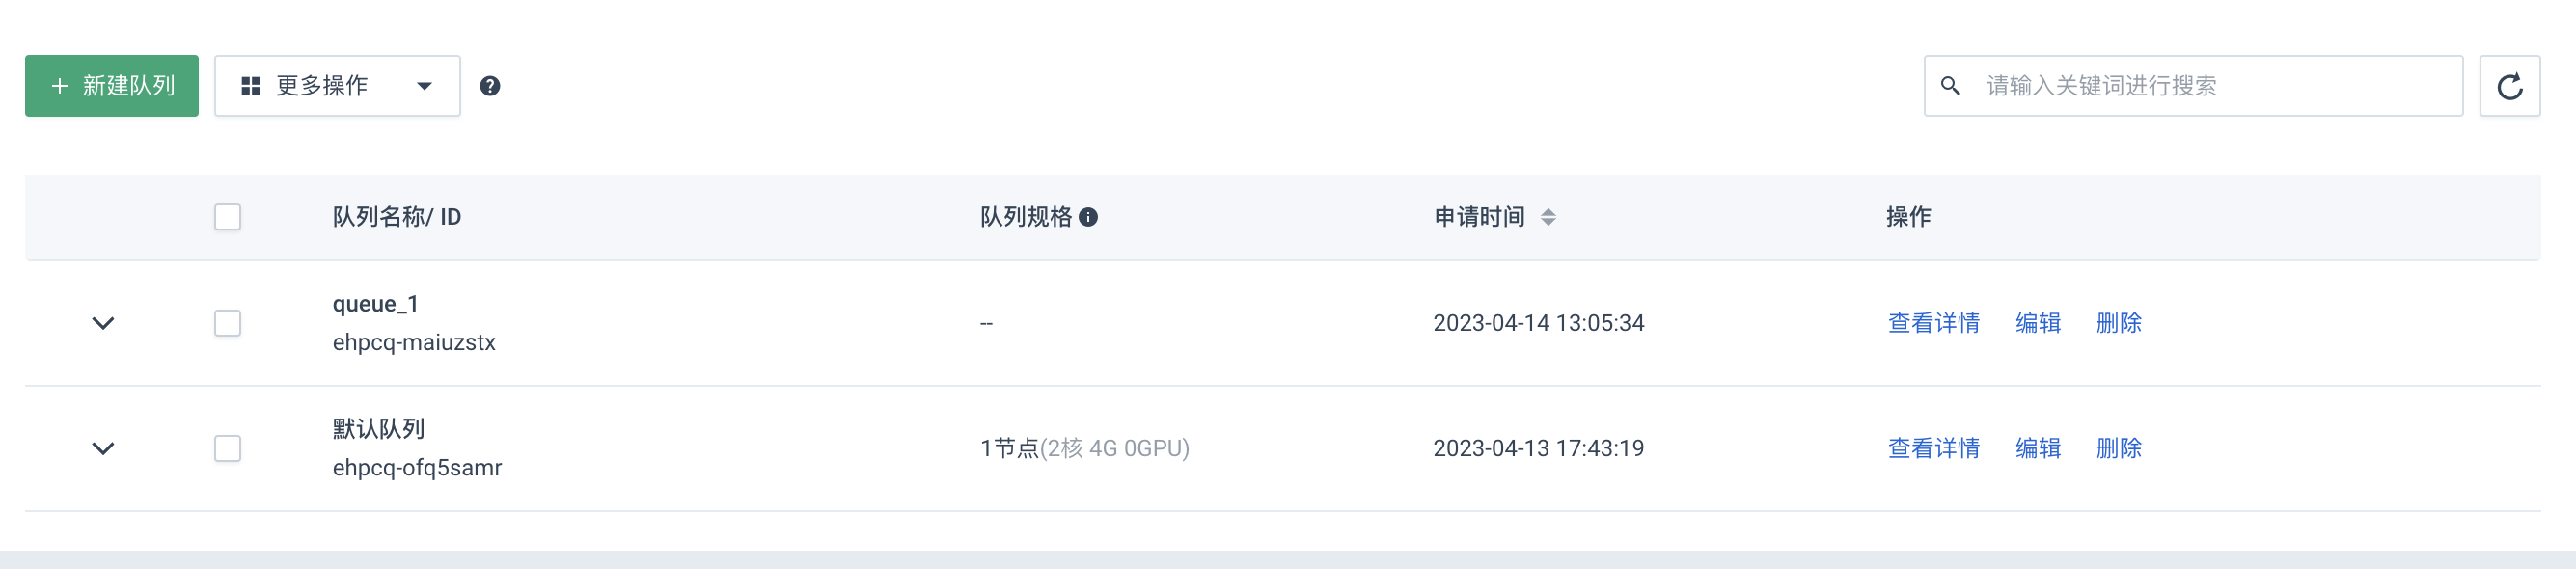 + 新建队列 更多操作 请输入关键词进行搜索
队列名称/ ID 队列规格 申请时间 操作
queue_1
ehpcq-maiuzstx
-- 2023-04-14 13:05:34 查看详情 编辑 删除
默认队列
ehpcq-ofq5samr
1节点(2核 4G 0GPU) 2023-04-13 17:43:19 查看详情 编辑 删除